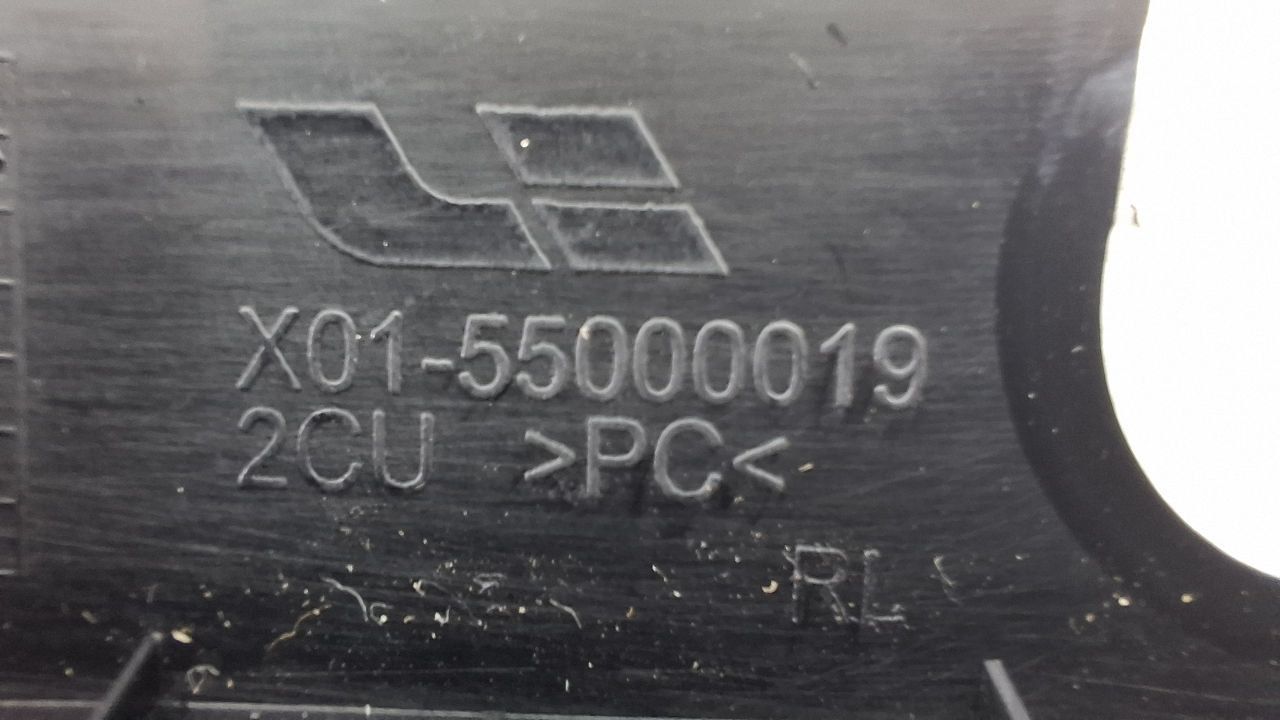 X01-55000019
2CU >PC<
RL